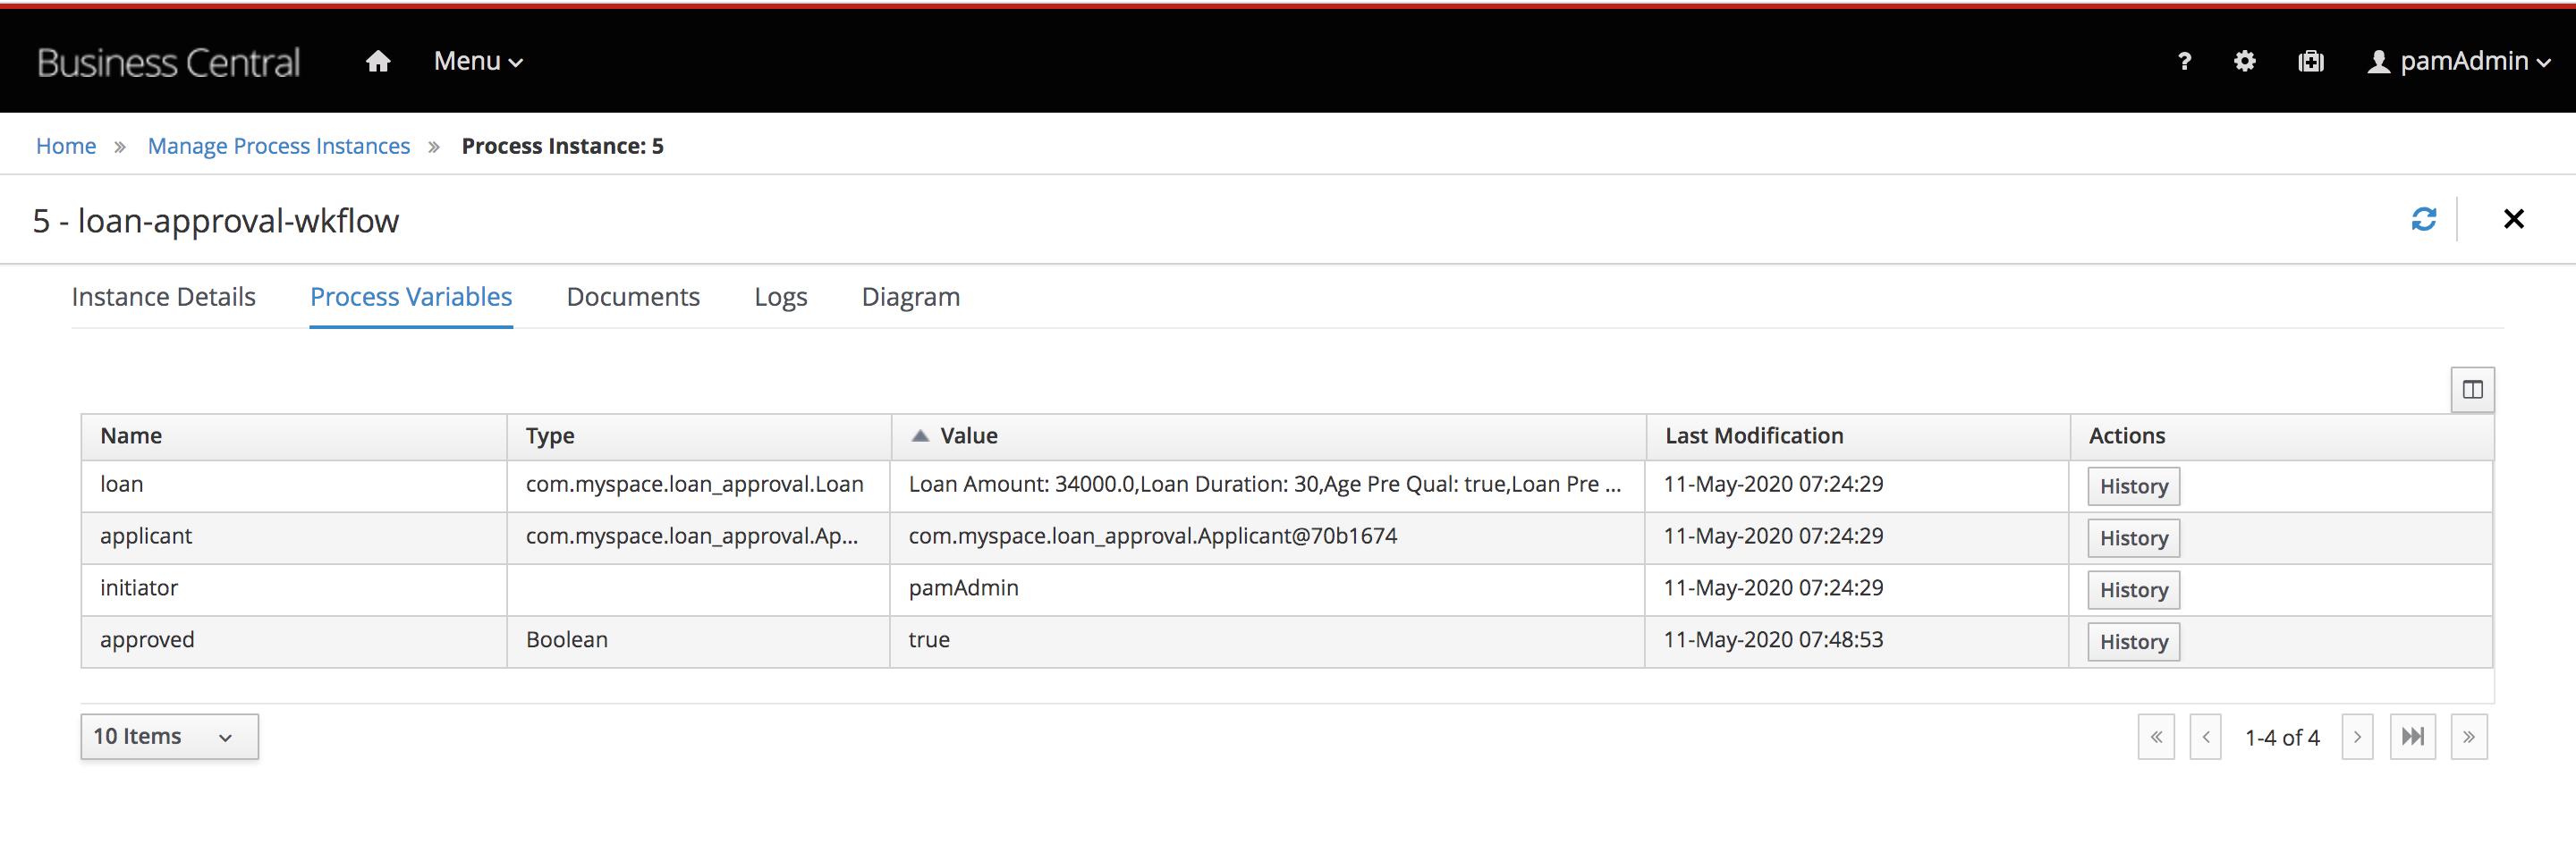 Business Central Menu ? pamAdmin
Home » Manage Process Instances » Process Instance: 5
5 - loan-approval-wkflow
Instance Details Process Variables Documents Logs Diagram
Name Type Value Last Modification Actions
loan com.myspace.loan_approval.Loan Loan Amount: 34000.0,Loan Duration: 30,Age Pre Qual: true,Loan Pre ... 11-May-2020 07:24:29 History
applicant com.myspace.loan_approval.Ap... com.myspace.loan_approval.Applicant@70b1674 11-May-2020 07:24:29 History
initiator pamAdmin 11-May-2020 07:24:29 History
approved Boolean true 11-May-2020 07:48:53 History
10 Items « ‹ 1-4 of 4 › »